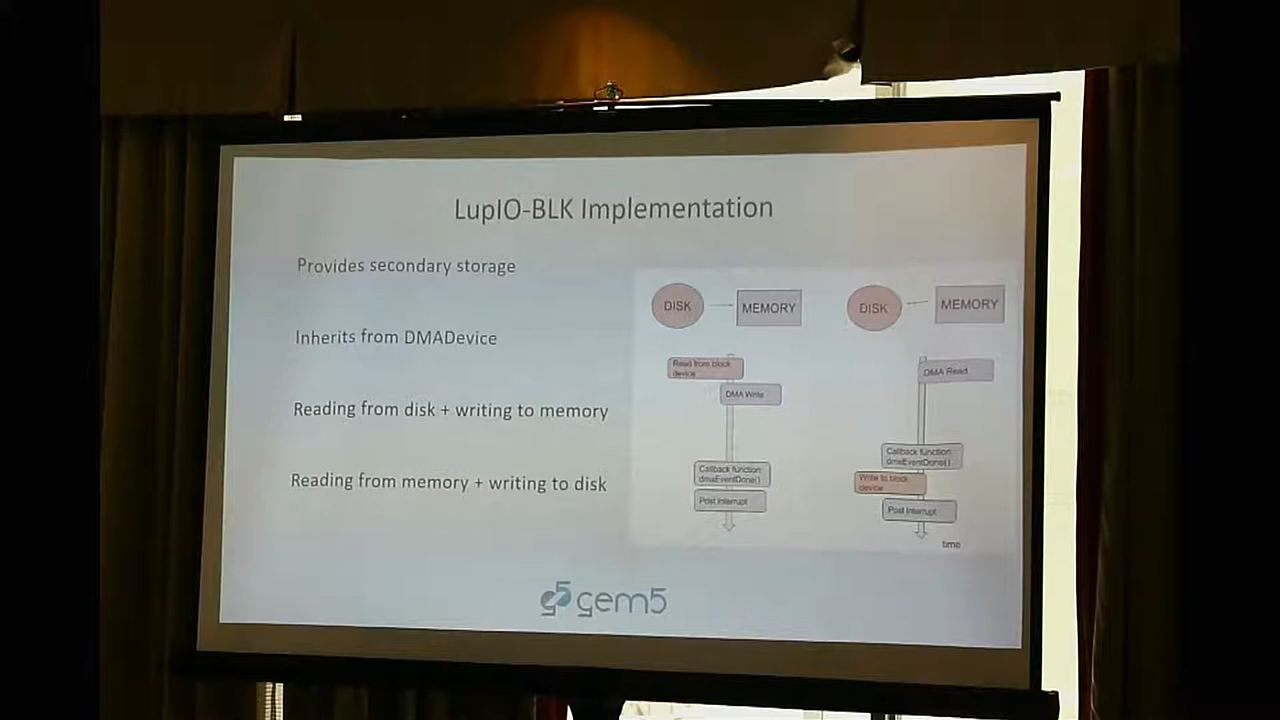 LupIO-BLK Implementation
Provides secondary storage
Inherits from DMADevice
Reading from disk + writing to memory
Reading from memory + writing to disk
DISK
MEMORY
Read from block
device
DMA Write
Callback function
dmaEventDone()
Post Interrupt
DISK
MEMORY
DMA Read
Callback function
dmaEventDone()
Write to block
device
Post Interrupt
time
gem5